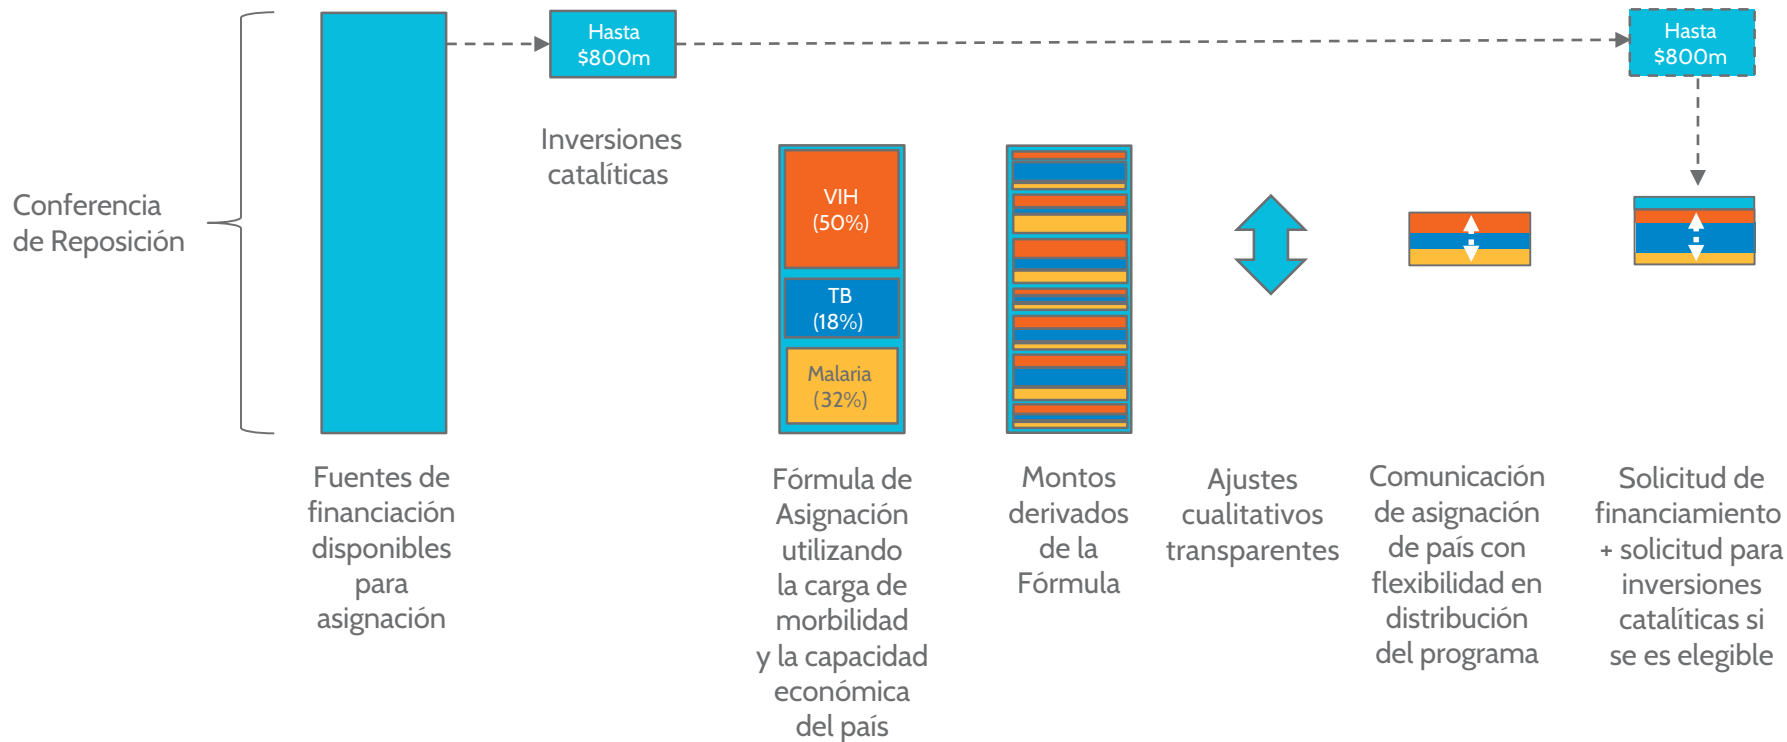 Hasta
$800m
Hasta
$800m
Inversiones
catalíticas
Conferencia
de Reposición
VIH
(50%)
TB
(18%)
Malaria
(32%)
Fuentes de
financiación
disponibles
para
asignación
Fórmula de
Asignación
utilizando
la carga de
morbilidad
y la capacidad
económica
del país
Montos
derivados
de la
Fórmula
Ajustes
cualitativos
transparentes
Comunicación
de asignación
de país con
flexibilidad en
distribución
del programa
Solicitud de
financiamiento
+ solicitud para
inversiones
catalíticas si
se es elegible